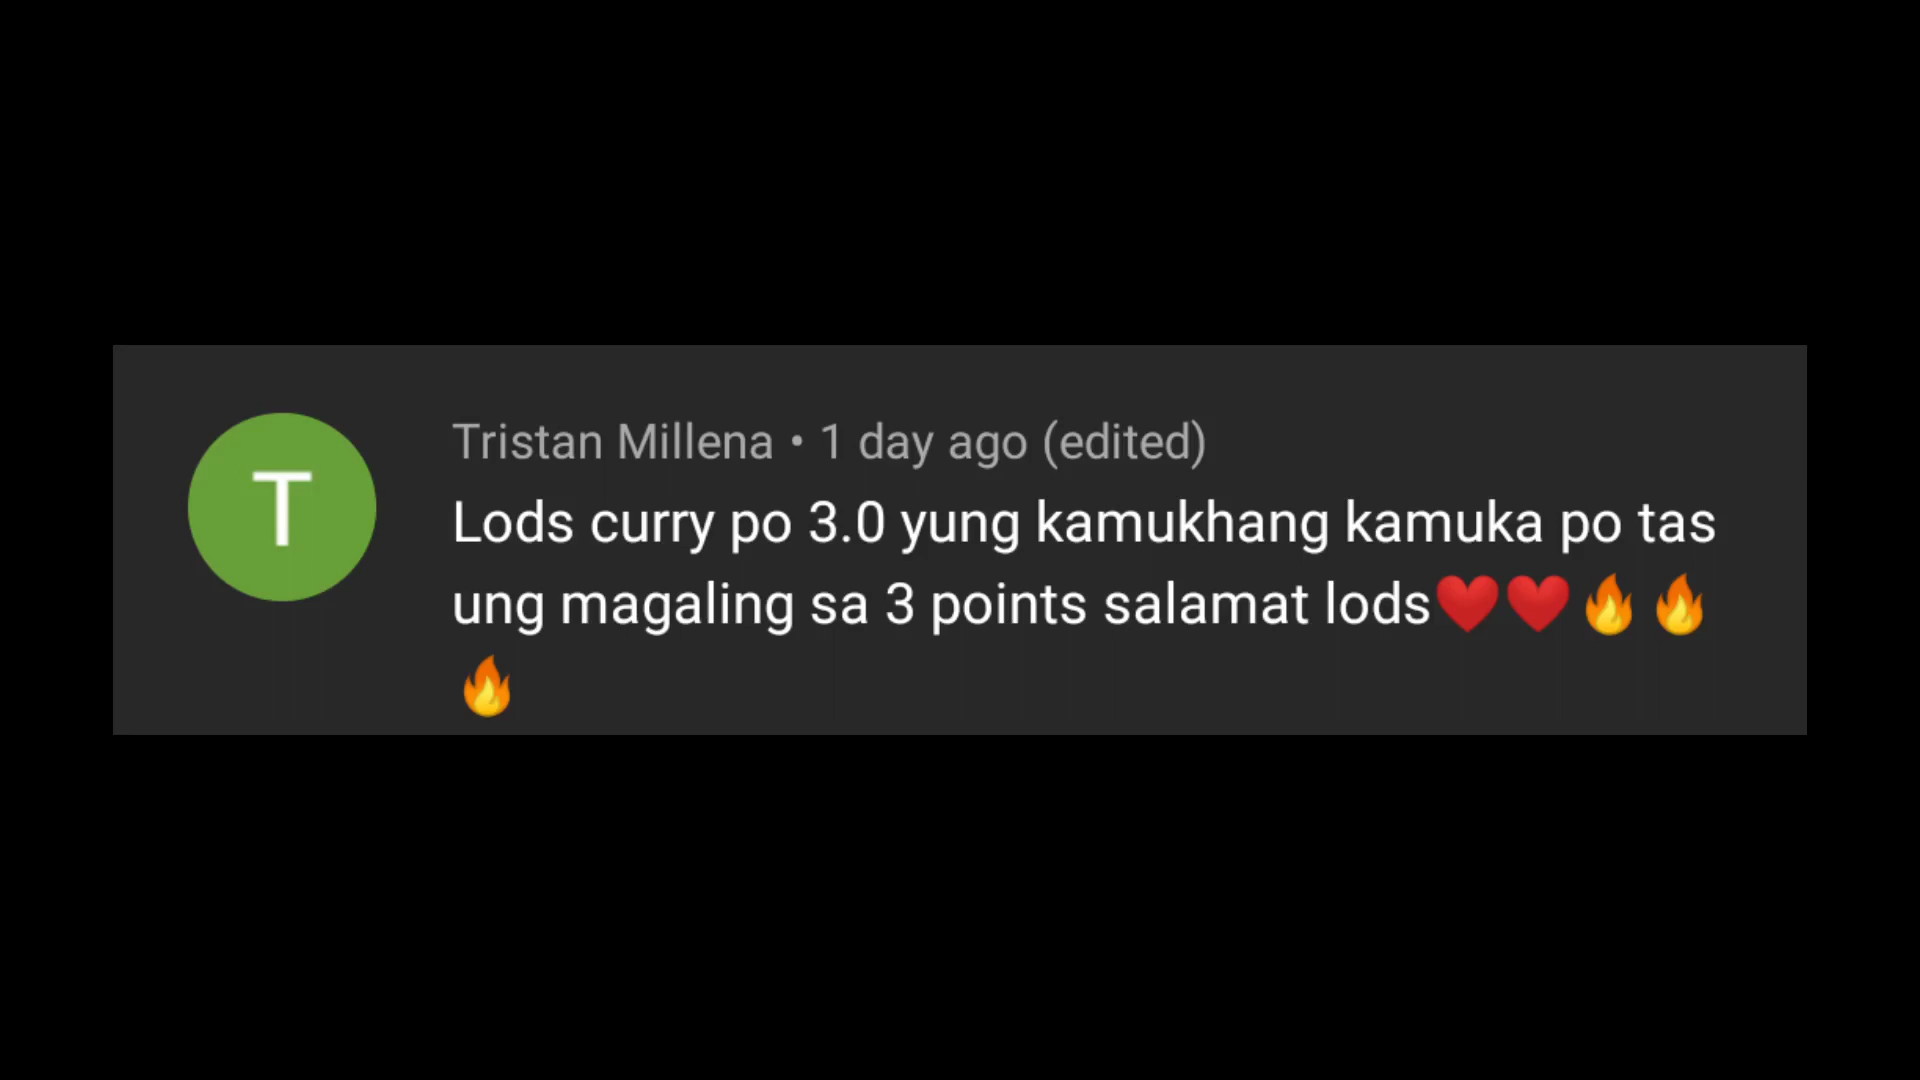 T
Tristan Millena • 1 day ago (edited)
Lods curry po 3.0 yung kamukhang kamuka po tas
ung magaling sa 3 points salamat lods❤️❤️🔥🔥
🔥